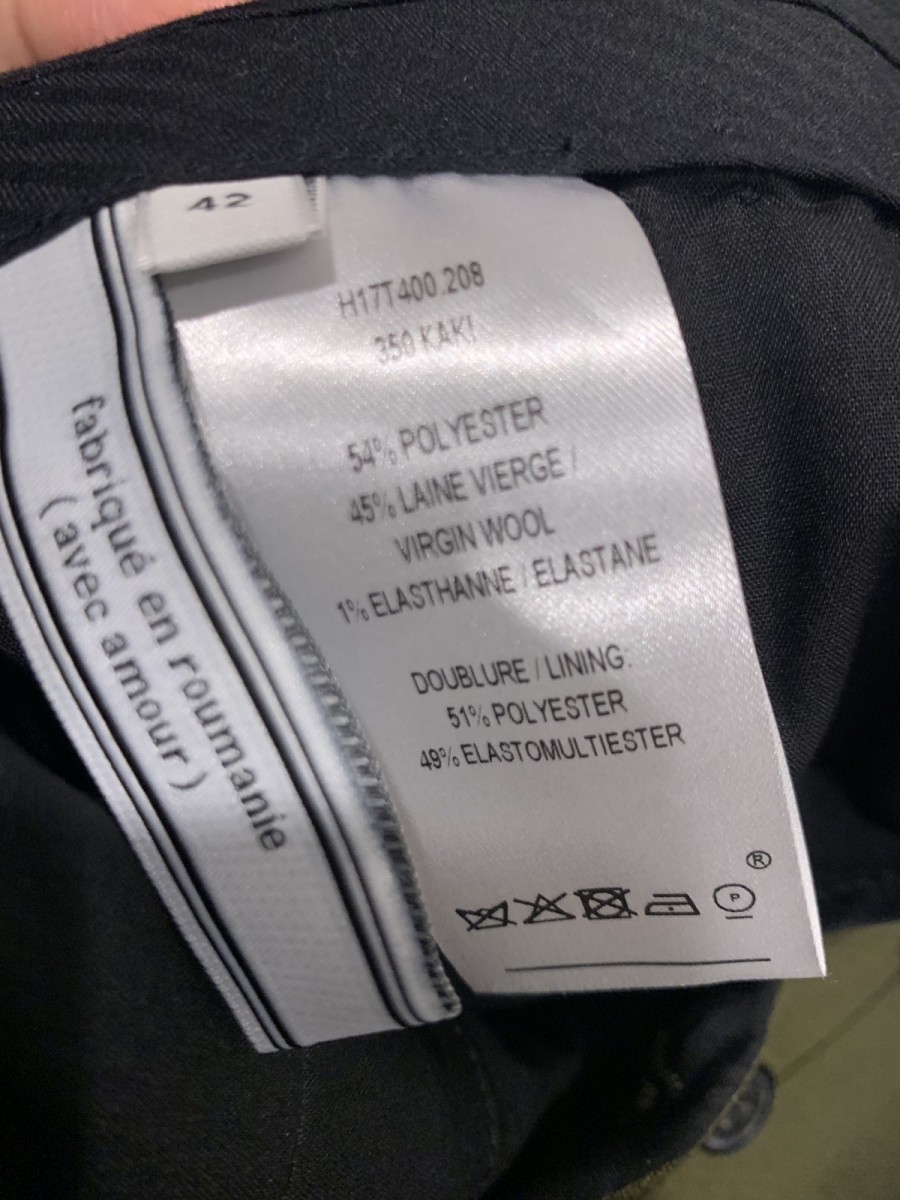 42
H17T400.208
350 KAKI
54% POLYESTER
45% LAINE VIERGE /
VIRGIN WOOL
1% ELASTHANNE / ELASTANE
DOUBLURE / LINING:
51% POLYESTER
49% ELASTOMULTIESTER
®
P
fabriqué en roumanie
( avec amour )